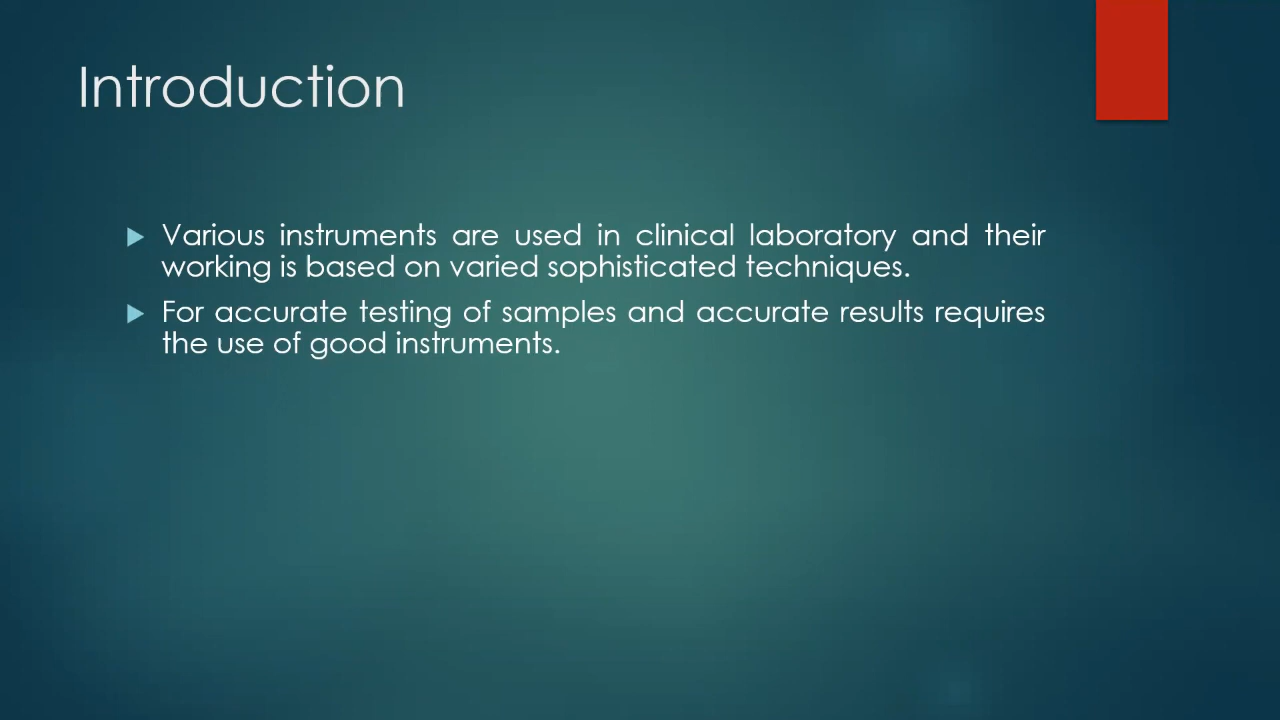 Introduction
Various instruments are used in clinical laboratory and their
working is based on varied sophisticated techniques.
For accurate testing of samples and accurate results requires
the use of good instruments.